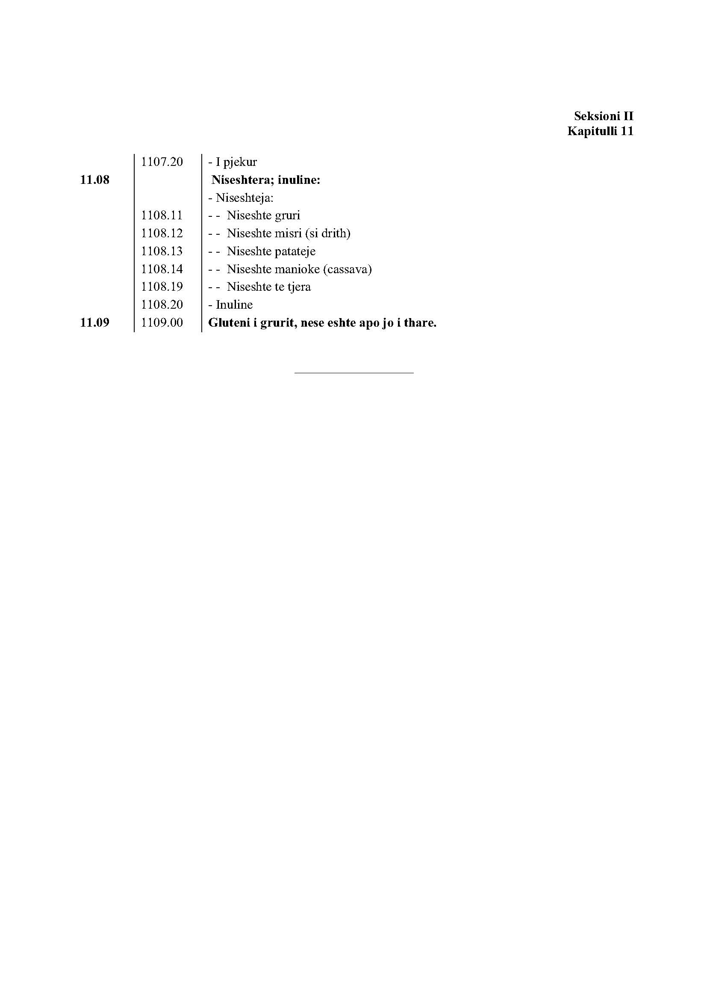 Seksioni II
Kapitulli 11
1107.20 - I pjekur
11.08 Niseshtera; inuline:
- Niseshteja:
1108.11 - - Niseshte gruri
1108.12 - - Niseshte misri (si drith)
1108.13 - - Niseshte patateje
1108.14 - - Niseshte manioke (cassava)
1108.19 - - Niseshte te tjera
1108.20 - Inuline
11.09 1109.00 Gluteni i grurit, nese eshte apo jo i thare.